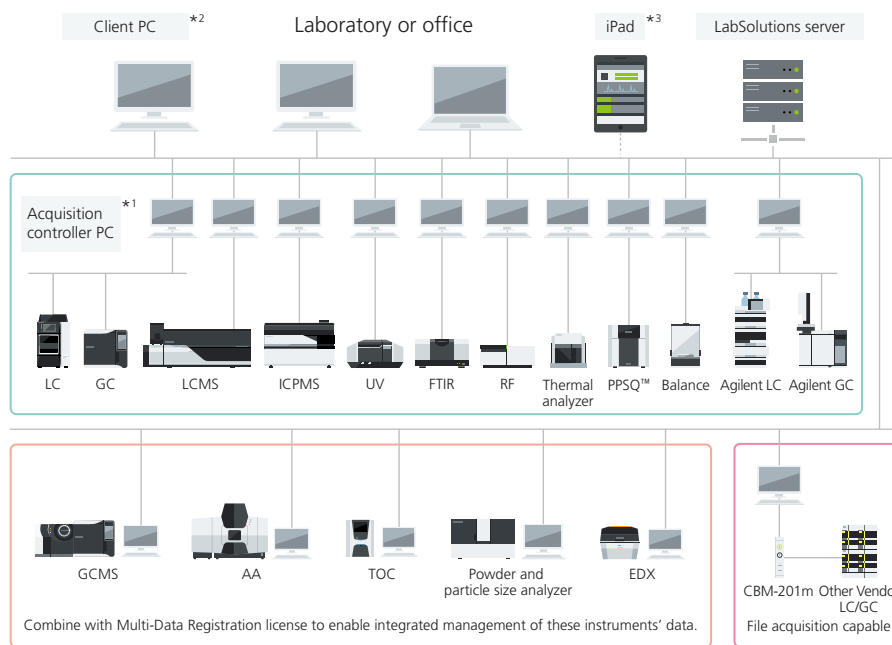 Client PC *2
Laboratory or office
iPad *3
LabSolutions server
Acquisition
controller PC *1
LC
GC
LCMS
ICPMS
UV
FTIR
RF
Thermal
analyzer
PPSQ™
Balance
Agilent LC
Agilent GC
GCMS
AA
TOC
Powder and
particle size analyzer
EDX
Combine with Multi-Data Registration license to enable integrated management of these instruments' data.
CBM-201m
Other Vendo
LC/GC
File acquisition capable